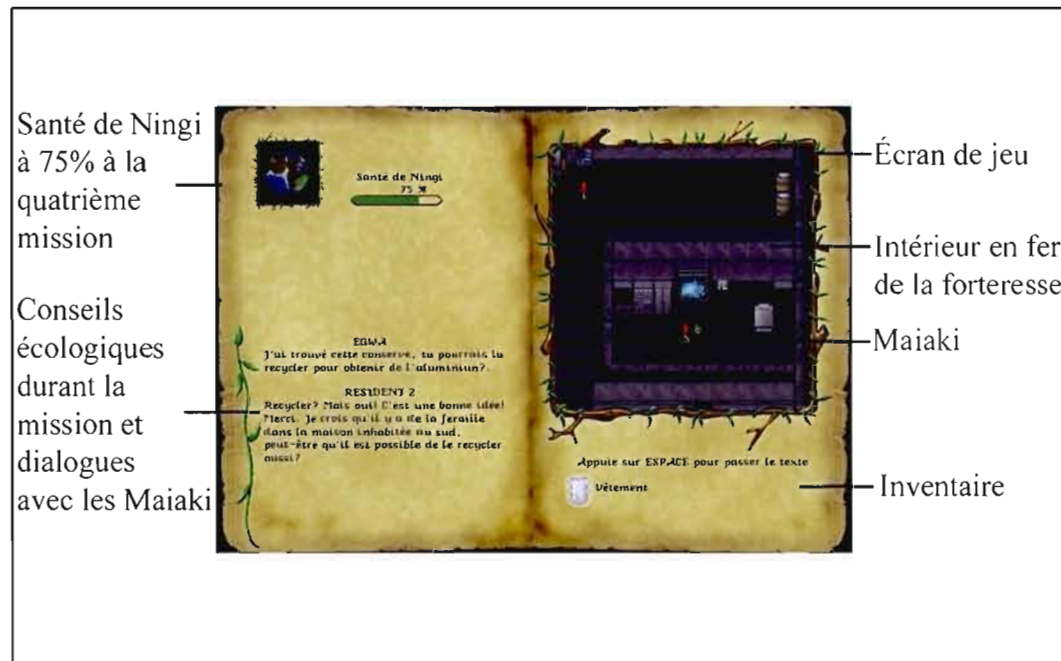 Santé de Ningi
à 75% à la
quatrième
mission
Conseils
écologiques
durant la
mission et
dialogues
avec les Maiaki
Santé de Ningi
75 %
EGWA
J'ai trouvé cette conserve, tu pourrais la
recycler pour obtenir de l'aluminiun?.
RESIDENT 2
Recycler? Mais oui! C'est une bonne idée!
Merci. Je crois qu'il y a de la feraille
dans la maison inhabitée au sud,
peut-être qu'il est possible de le recycler
aussi?
Appuie sur ESPACE pour passer le texte
Vêtement
Écran de jeu
Intérieur en fer
de la forteresse
Maiaki
Inventaire